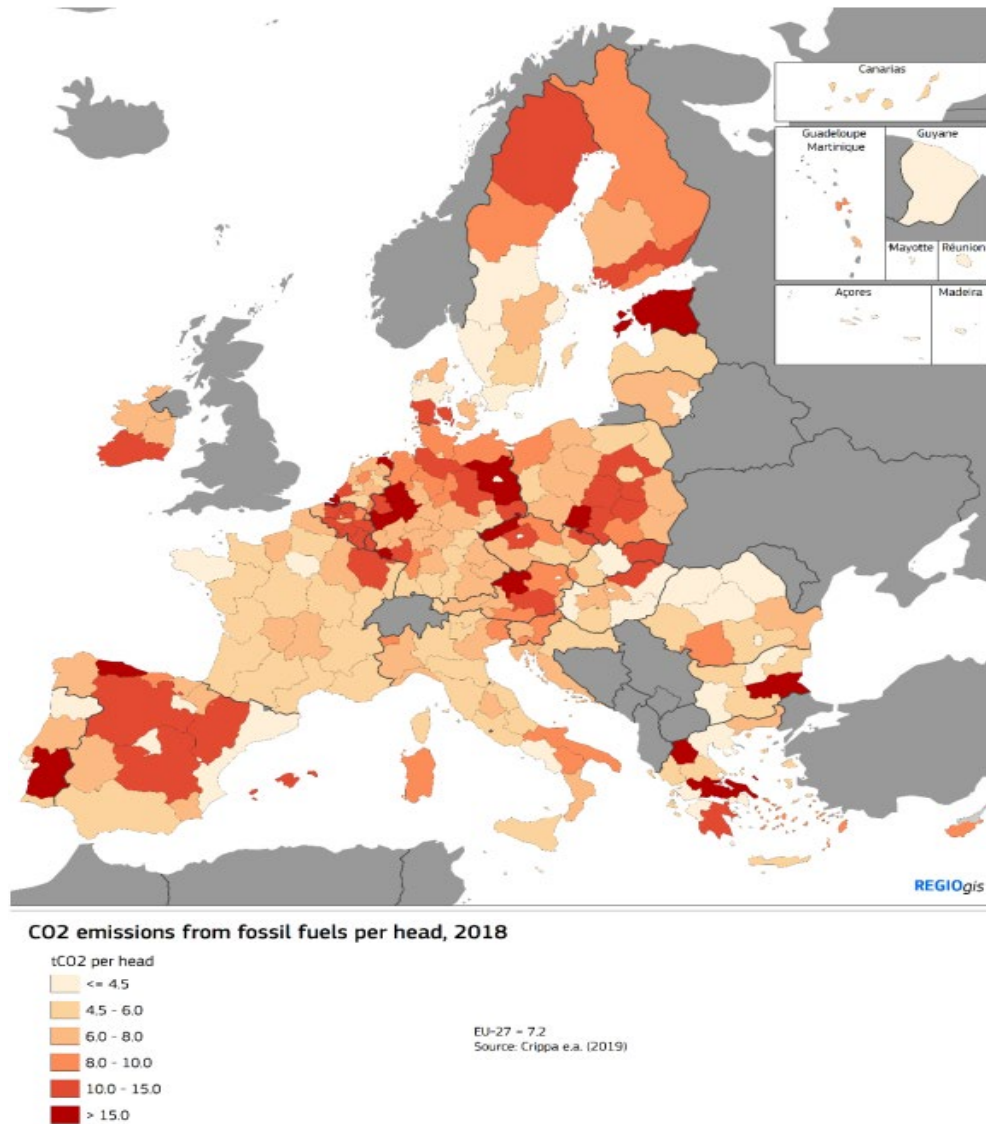 Canarias
Guadeloupe
Martinique
Guyane
Mayotte
Réunion
Açores
Madeira
REGIOgis
CO2 emissions from fossil fuels per head, 2018
tCO2 per head
<= 4.5
4.5 - 6.0
6.0 - 8.0
8.0 - 10.0
10.0 - 15.0
> 15.0
EU-27 = 7.2
Source: Crippa e.a. (2019)